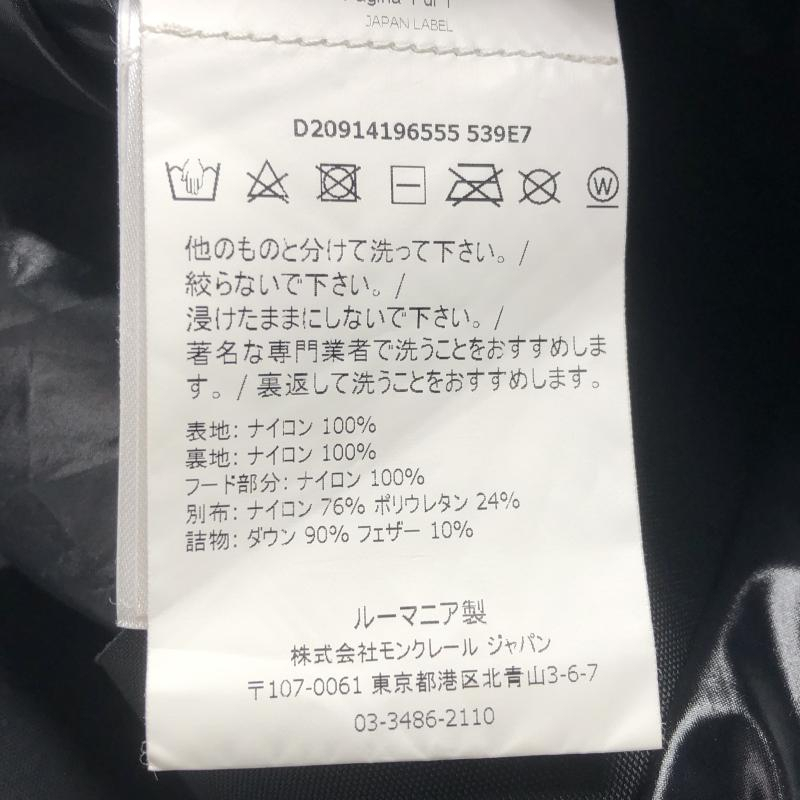 JAPAN LABEL
D20914196555 539E7
W
他のものと分けて洗って下さい。/
絞らないで下さい。/
浸けたままにしないで下さい。/
著名な専門業者で洗うことをおすすめしま
す。/ 裏返して洗うことをおすすめします。
表地: ナイロン 100%
裏地: ナイロン 100%
フード部分: ナイロン 100%
別布: ナイロン 76% ポリウレタン 24%
詰物: ダウン 90% フェザー 10%
ルーマニア製
株式会社モンクレール ジャパン
〒107-0061 東京都港区北青山3-6-7
03-3486-2110